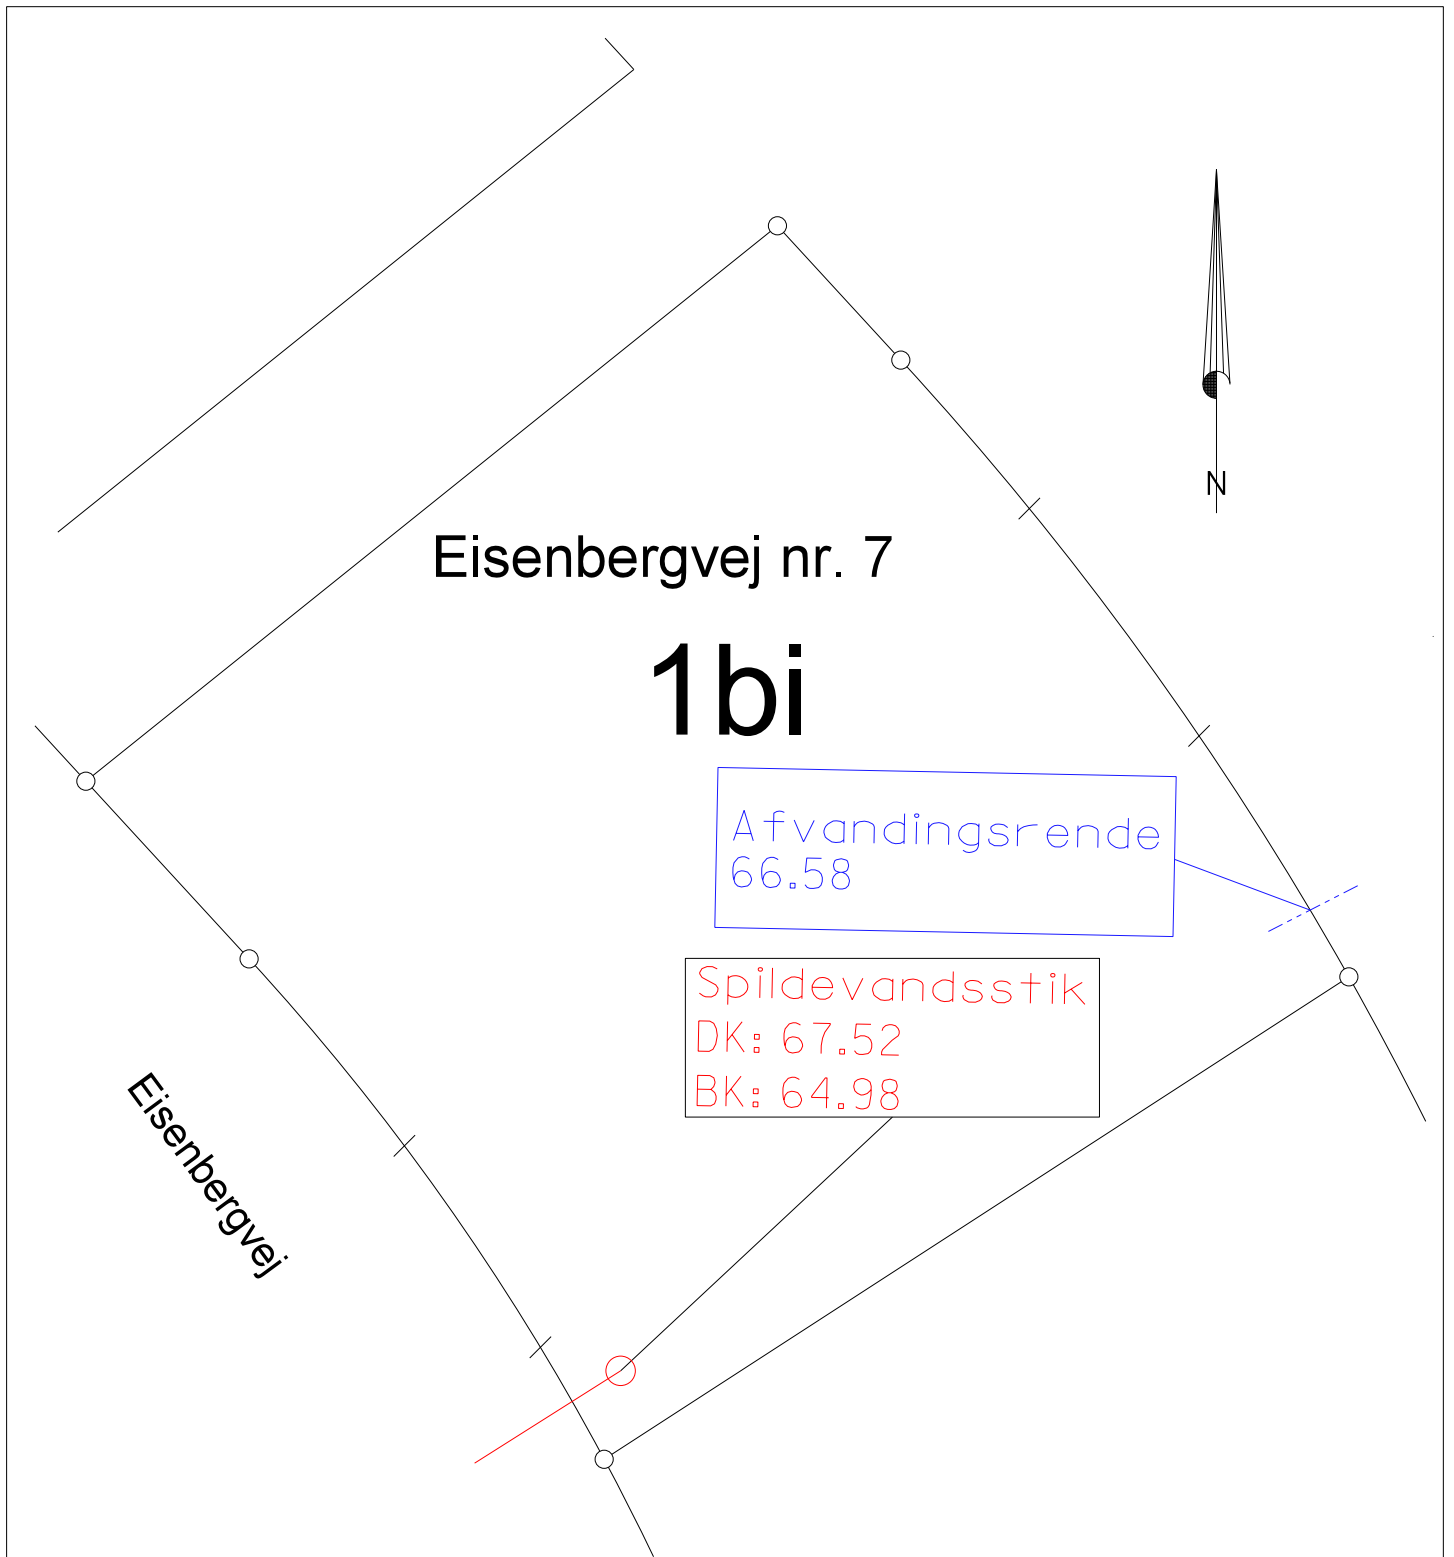 N
Eisenbergvej nr. 7
1bi
Afvandingsrende
66.58
Spildevandsstik
DK: 67.52
BK: 64.98
Eisenbergvej